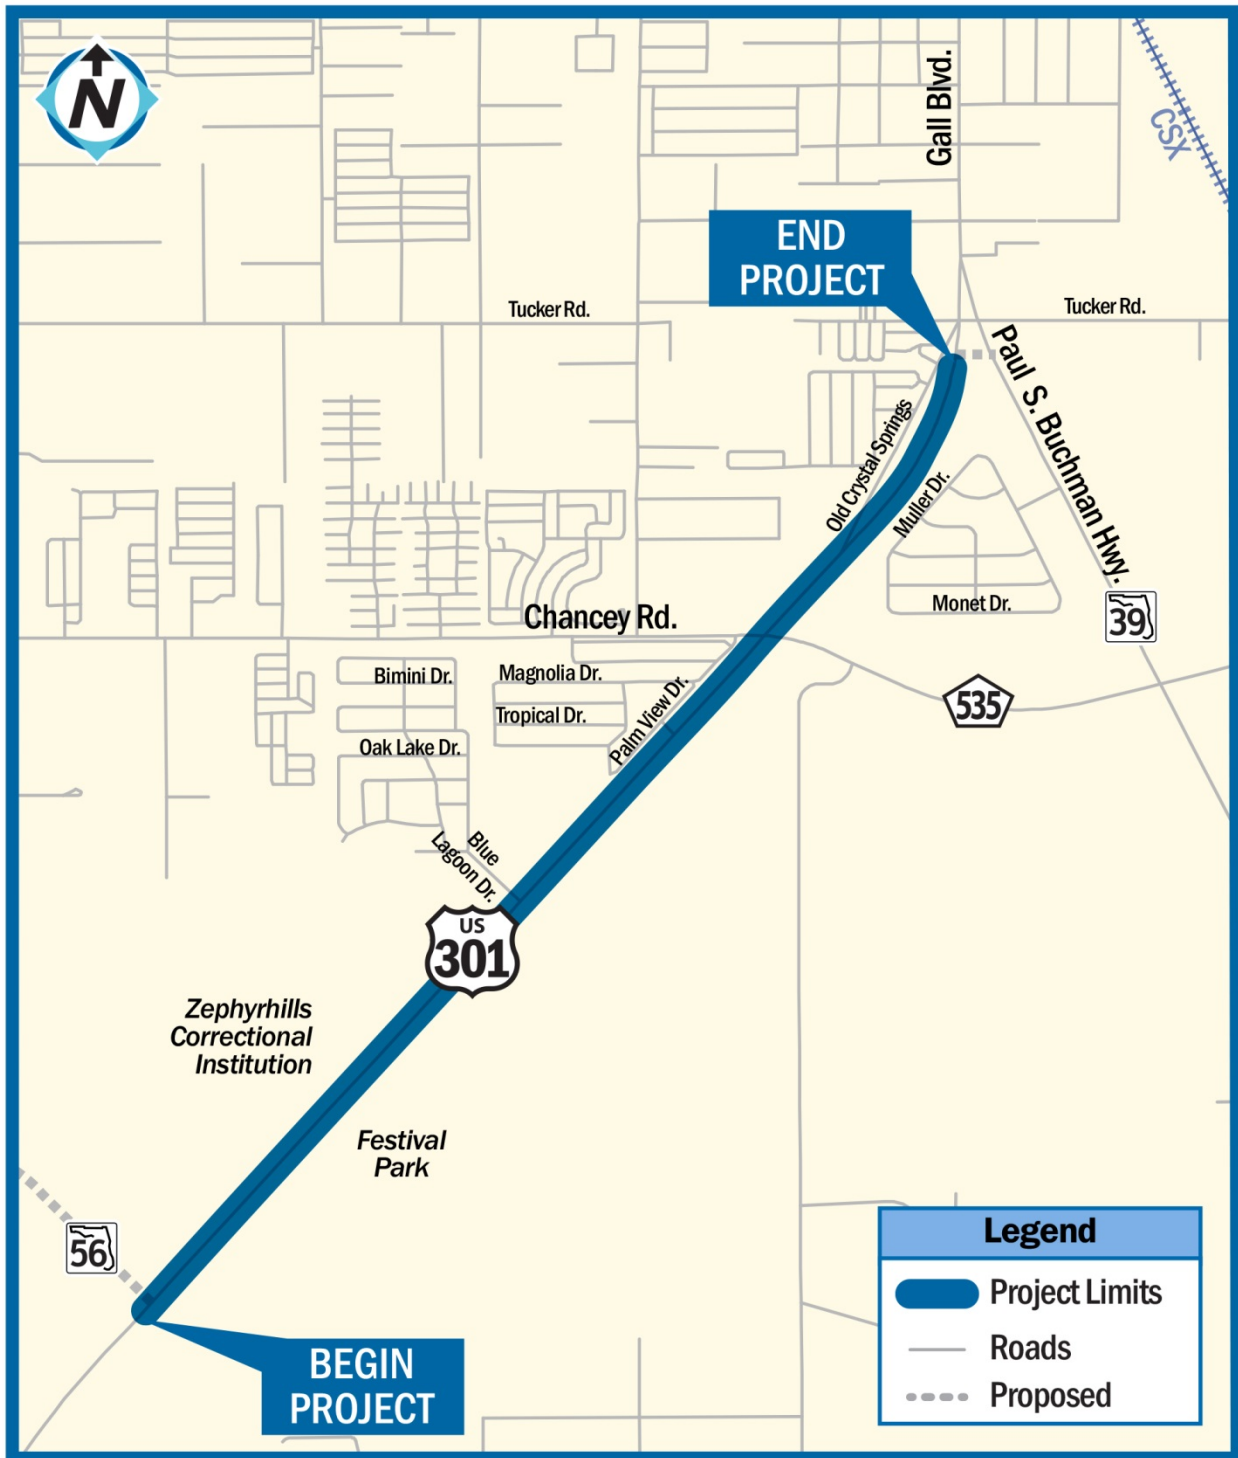 N
Gall Blvd.
CSX
END
PROJECT
Tucker Rd.
Tucker Rd.
Paul S. Buchman Hwy.
Old Crystal Springs
Muller Dr.
Monet Dr.
39
Chancey Rd.
Bimini Dr.
Magnolia Dr.
Tropical Dr.
Palm View Dr.
535
Oak Lake Dr.
Blue
Lagoon Dr.
US
301
Zephyrhills
Correctional
Institution
Festival
Park
56
BEGIN
PROJECT
Legend
Project Limits
Roads
Proposed